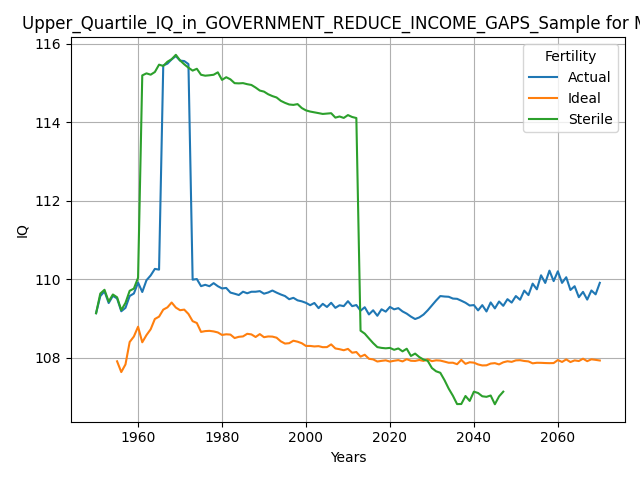 Upper_Quartile_IQ_in_GOVERNMENT_REDUCE_INCOME_GAPS_Sample for M
116
114
112
110
108
IQ
Fertility
Actual
Ideal
Sterile
1960 1980 2000 2020 2040 2060
Years